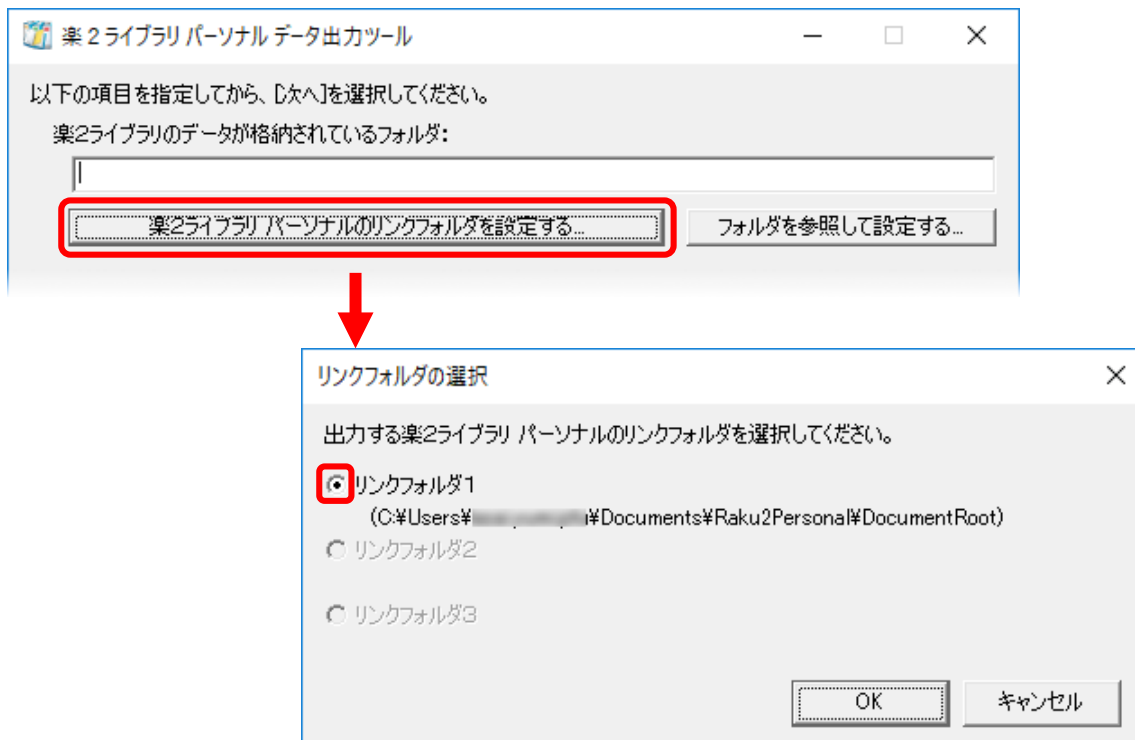 楽２ライブラリ パーソナル データ出力ツール
以下の項目を指定してから、[次へ]を選択してください。
楽2ライブラリのデータが格納されているフォルダ:
楽2ライブラリ パーソナルのリンクフォルダを設定する... フォルダを参照して設定する...
リンクフォルダの選択
出力する楽2ライブラリ パーソナルのリンクフォルダを選択してください。
リンクフォルダ1
(C:¥Users¥ ¥Documents¥Raku2Personal¥DocumentRoot)
リンクフォルダ2
リンクフォルダ3
OK キャンセル